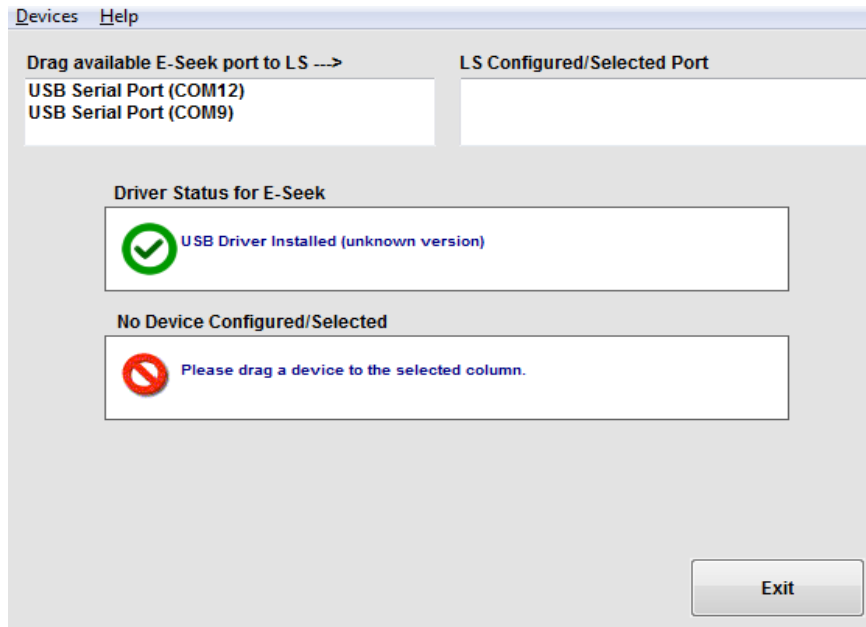 Devices Help
Drag available E-Seek port to LS --->
LS Configured/Selected Port
USB Serial Port (COM12)
USB Serial Port (COM9)
Driver Status for E-Seek
USB Driver Installed (unknown version)
No Device Configured/Selected
Please drag a device to the selected column.
Exit